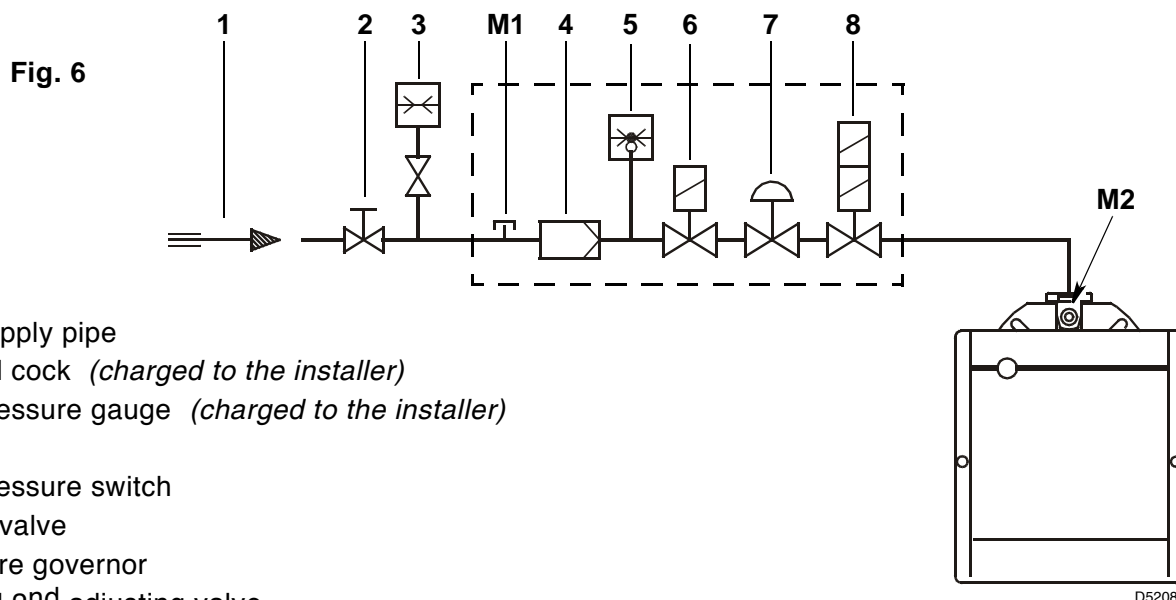 1 2 3 M1 4 5 6 7 8
Fig. 6
M2
pply pipe
cock (charged to the installer)
essure gauge (charged to the installer)
essure switch
valve
re governor
adjusting valve
D5208